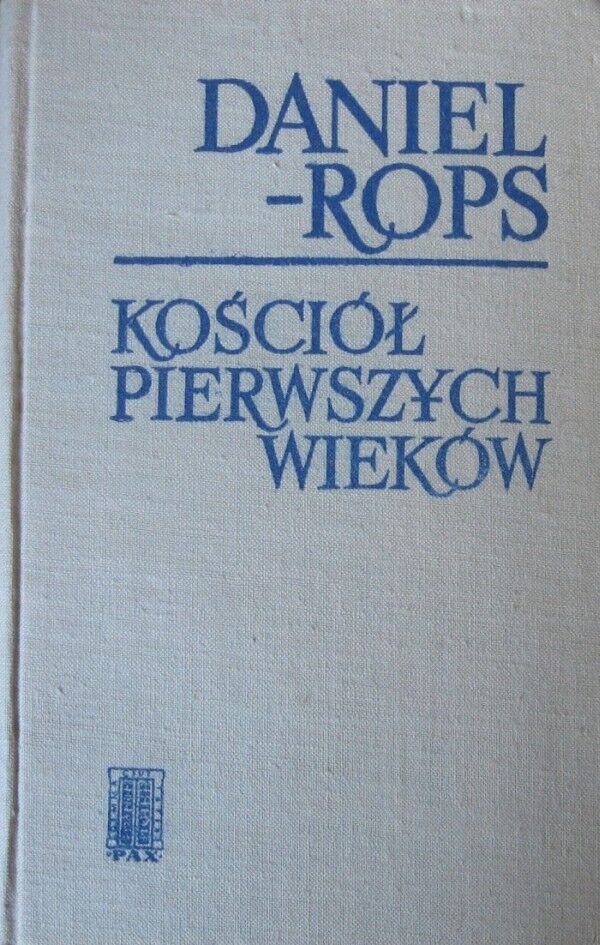 DANIEL
-ROPS
KOŚCIÓŁ
PIERWSZYCH
WIEKÓW
·PAX·